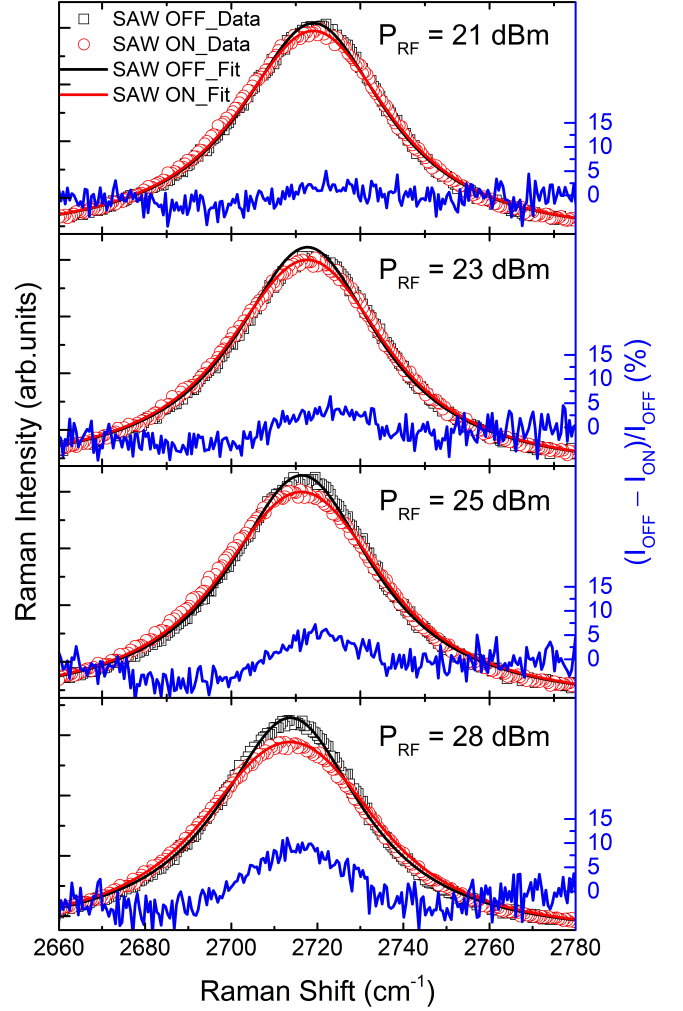 SAW OFF_Data
SAW ON_Data
SAW OFF_Fit
SAW ON_Fit
P_RF = 21 dBm
15
10
5
0
P_RF = 23 dBm
15
10
5
0
P_RF = 25 dBm
15
10
5
0
P_RF = 28 dBm
15
10
5
0
Raman Intensity (arb.units)
(I_OFF − I_ON)/I_OFF (%)
2660 2680 2700 2720 2740 2760 2780
Raman Shift (cm⁻¹)